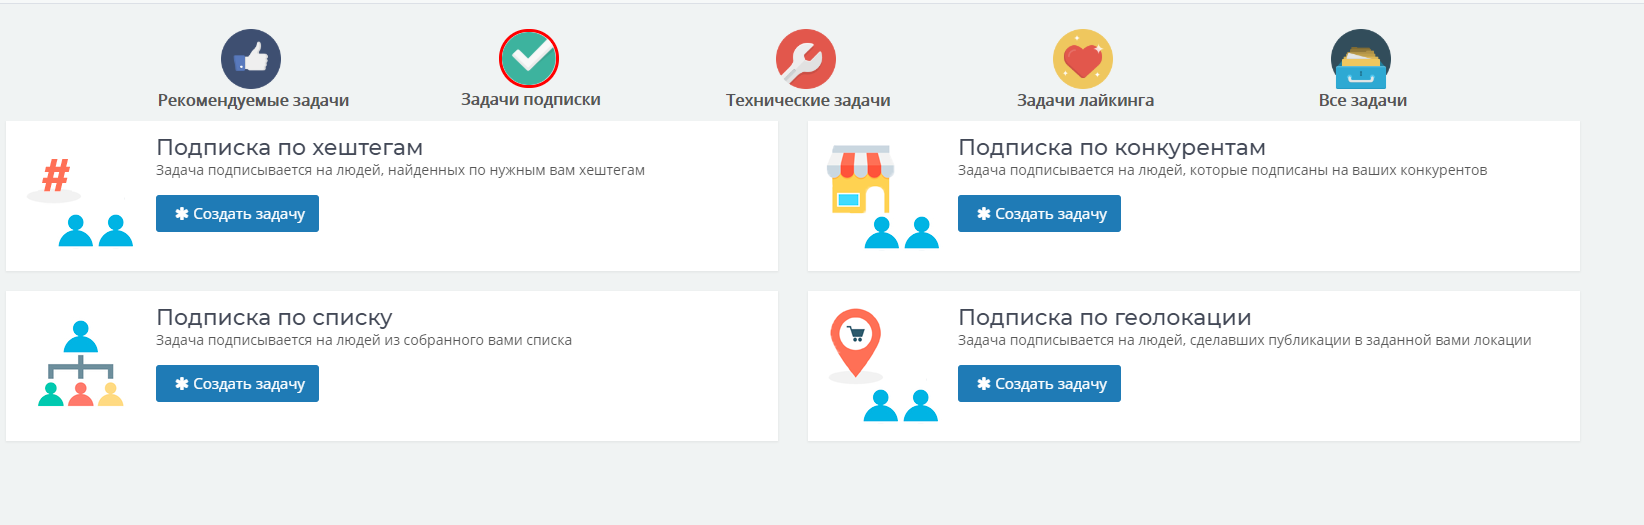 Рекомендуемые задачи
Задачи подписки
Технические задачи
Задачи лайкинга
Все задачи
#
Подписка по хештегам
Задача подписывается на людей, найденных по нужным вам хештегам
✱ Создать задачу
Подписка по конкурентам
Задача подписывается на людей, которые подписаны на ваших конкурентов
✱ Создать задачу
Подписка по списку
Задача подписывается на людей из собранного вами списка
✱ Создать задачу
Подписка по геолокации
Задача подписывается на людей, сделавших публикации в заданной вами локации
✱ Создать задачу